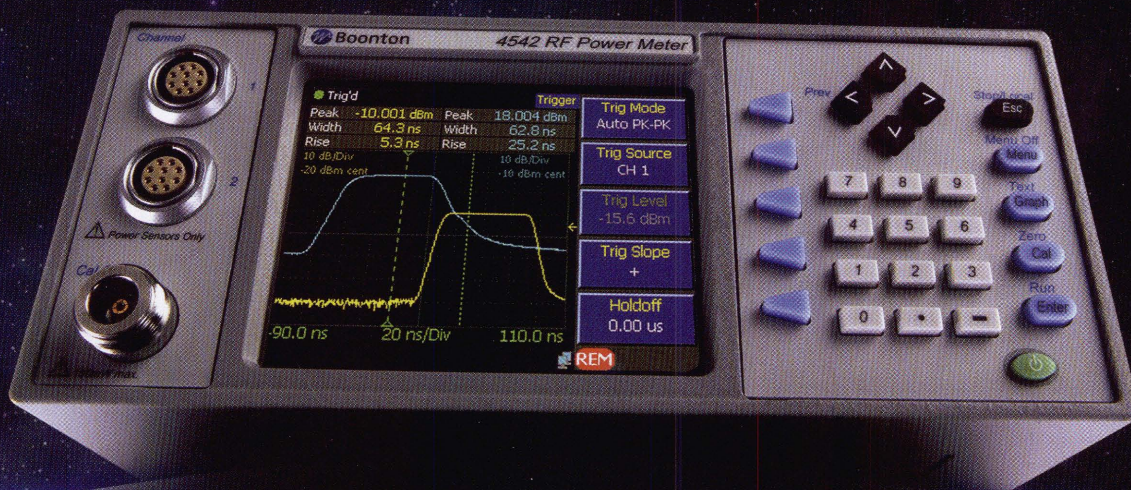 Channel
1
2
Power Sensors Only
Cal
Boonton
4542 RF Power Meter
Trig'd
Trigger
Peak -10.001 dBm Peak 18.004 dBm
Width 64.3 ns Width 62.8 ns
Rise 5.3 ns Rise 25.2 ns
10 dB/Div 10 dB/Div
-20 dBm cent -10 dBm cent
-90.0 ns 20 ns/Div 110.0 ns
Trig Mode
Auto PK-PK
Trig Source
CH 1
Trig Level
-15.6 dBm
Trig Slope
+
Holdoff
0.00 us
REM
Prev
Stop/Local
Esc
Menu Off
Menu
Text
Graph
Zero
Cal
Run
Enter
7 8 9
4 5 6
1 2 3
0 • -